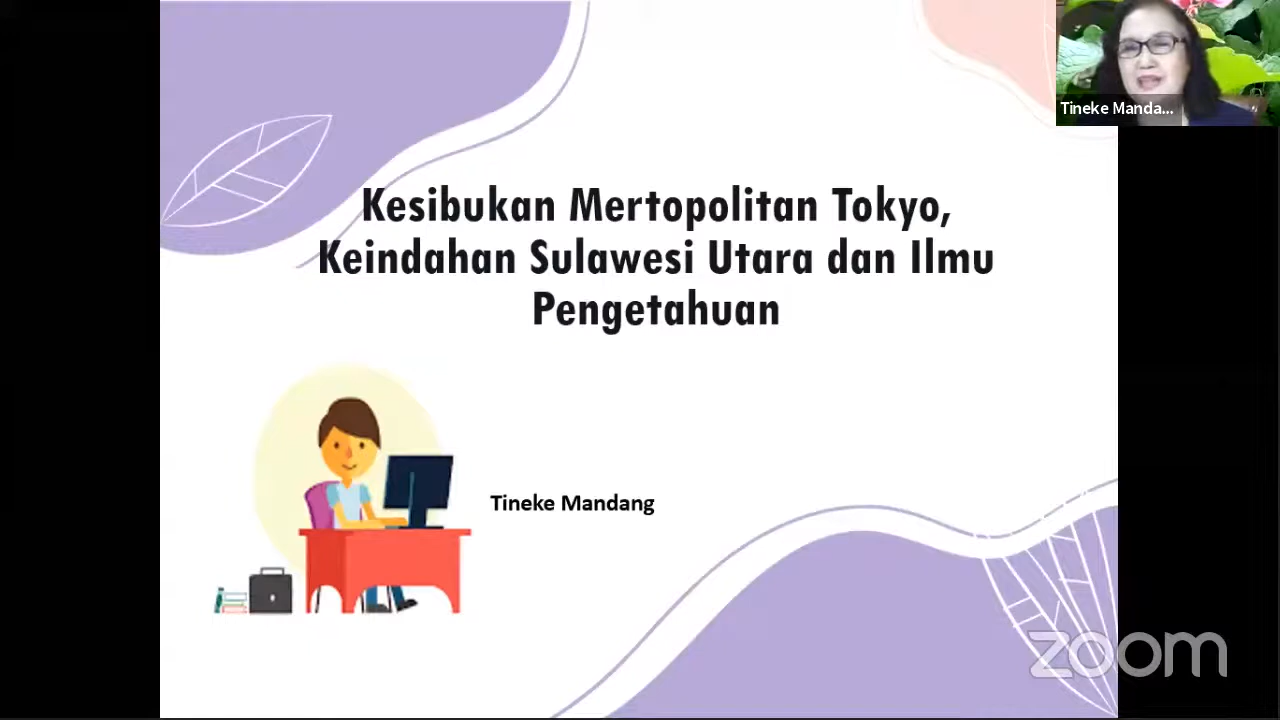 Tineke Manda...
Kesibukan Mertopolitan Tokyo,
Keindahan Sulawesi Utara dan Ilmu
Pengetahuan
Tineke Mandang
zoom